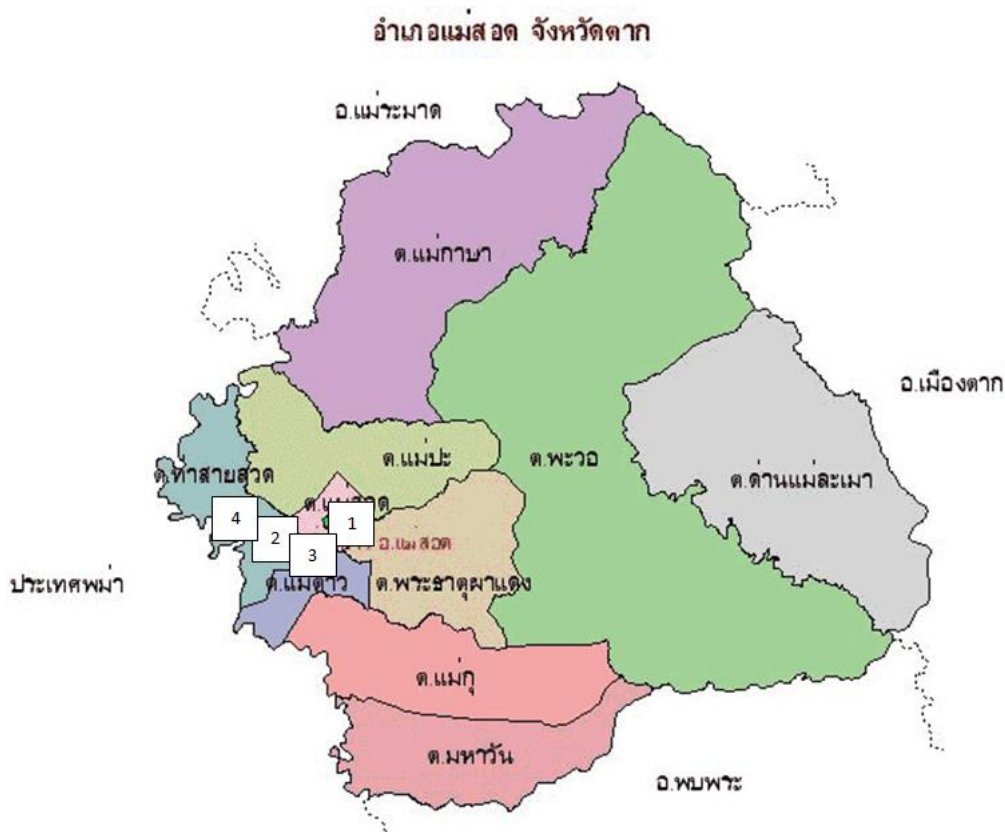 อำเภอแม่สอด จังหวัดตาก
อ.แม่ระมาด
ต.แม่กาษา
อ.เมืองตาก
ต.แม่ปะ
ต.พะวอ
ต.ท่าสายลวด
ต.ด่านแม่ละเมา
4
1
2
3
อ.แม่สอด
ประเทศพม่า
ต.แม่ตาว
ต.พระธาตุผาแดง
ต.แม่กุ
ต.มหาวัน
อ.พบพระ